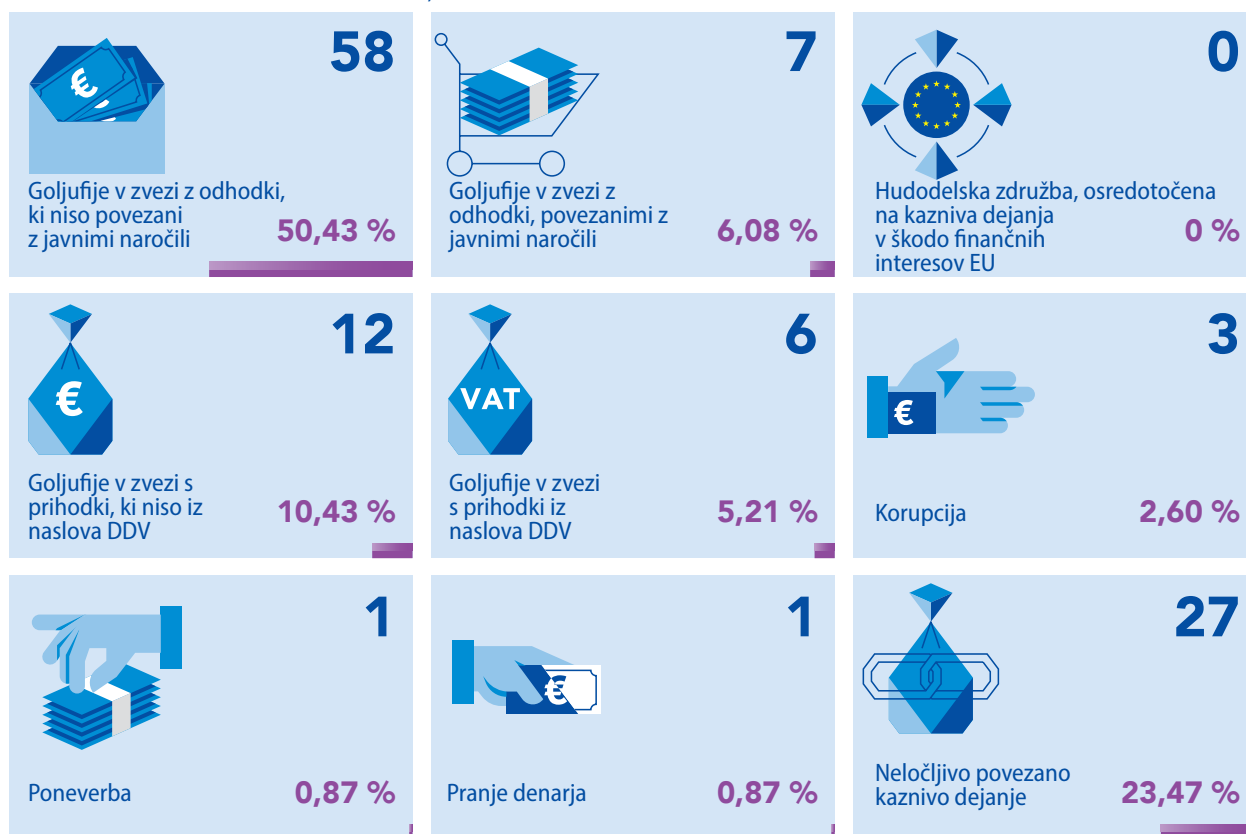 58
€
Goljufije v zvezi z odhodki,
ki niso povezani
z javnimi naročili
50,43 %
7
Goljufije v zvezi z
odhodki, povezanimi z
javnimi naročili
6,08 %
0
Hudodelska združba, osredotočena
na kazniva dejanja
v škodo finančnih
interesov EU
0 %
12
€
Goljufije v zvezi s
prihodki, ki niso iz
naslova DDV
10,43 %
6
VAT
Goljufije v zvezi
s prihodki iz
naslova DDV
5,21 %
3
€
Korupcija
2,60 %
1
Poneverba
0,87 %
1
€
Pranje denarja
0,87 %
27
Neločljivo povezano
kaznivo dejanje
23,47 %